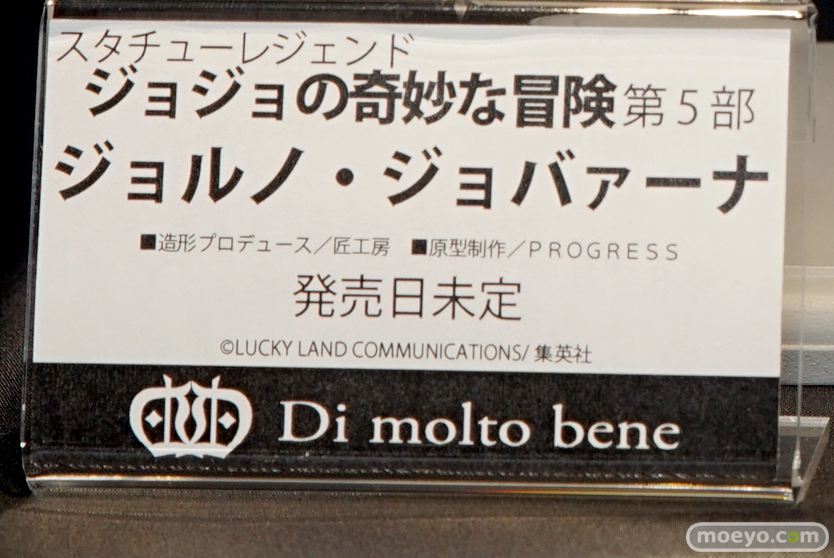 スタチューレジェンド
ジョジョの奇妙な冒険第5部
ジョルノ・ジョバァーナ
■造形プロデュース／匠工房 ■原型制作／PROGRESS
発売日未定
©LUCKY LAND COMMUNICATIONS/ 集英社
Di molto bene
moeyo.com